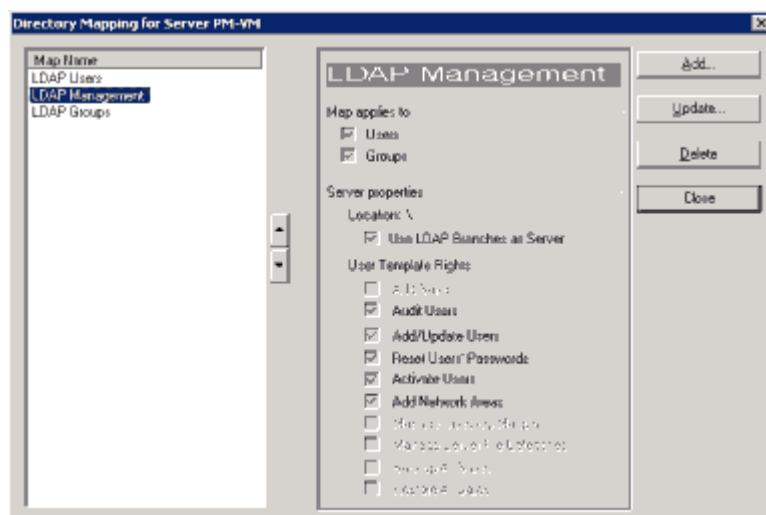 Directory Mapping for Server PM-VM
Map Name
LDAP Users
LDAP Management
LDAP Groups
LDAP Management
Map applies to
Users
Groups
Server properties
Location: \
Use LDAP Branches as Server
User Template Rights
Audit Users
Add/Update Users
Reset Users' Passwords
Activate Users
Add Network Areas
Add...
Update...
Delete
Close